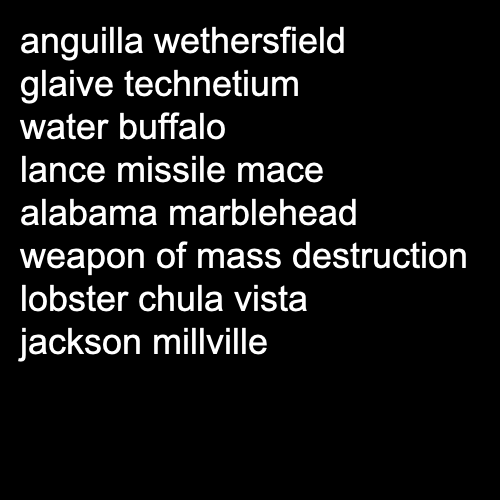 anguilla wethersfield
glaive technetium
water buffalo
lance missile mace
alabama marblehead
weapon of mass destruction
lobster chula vista
jackson millville